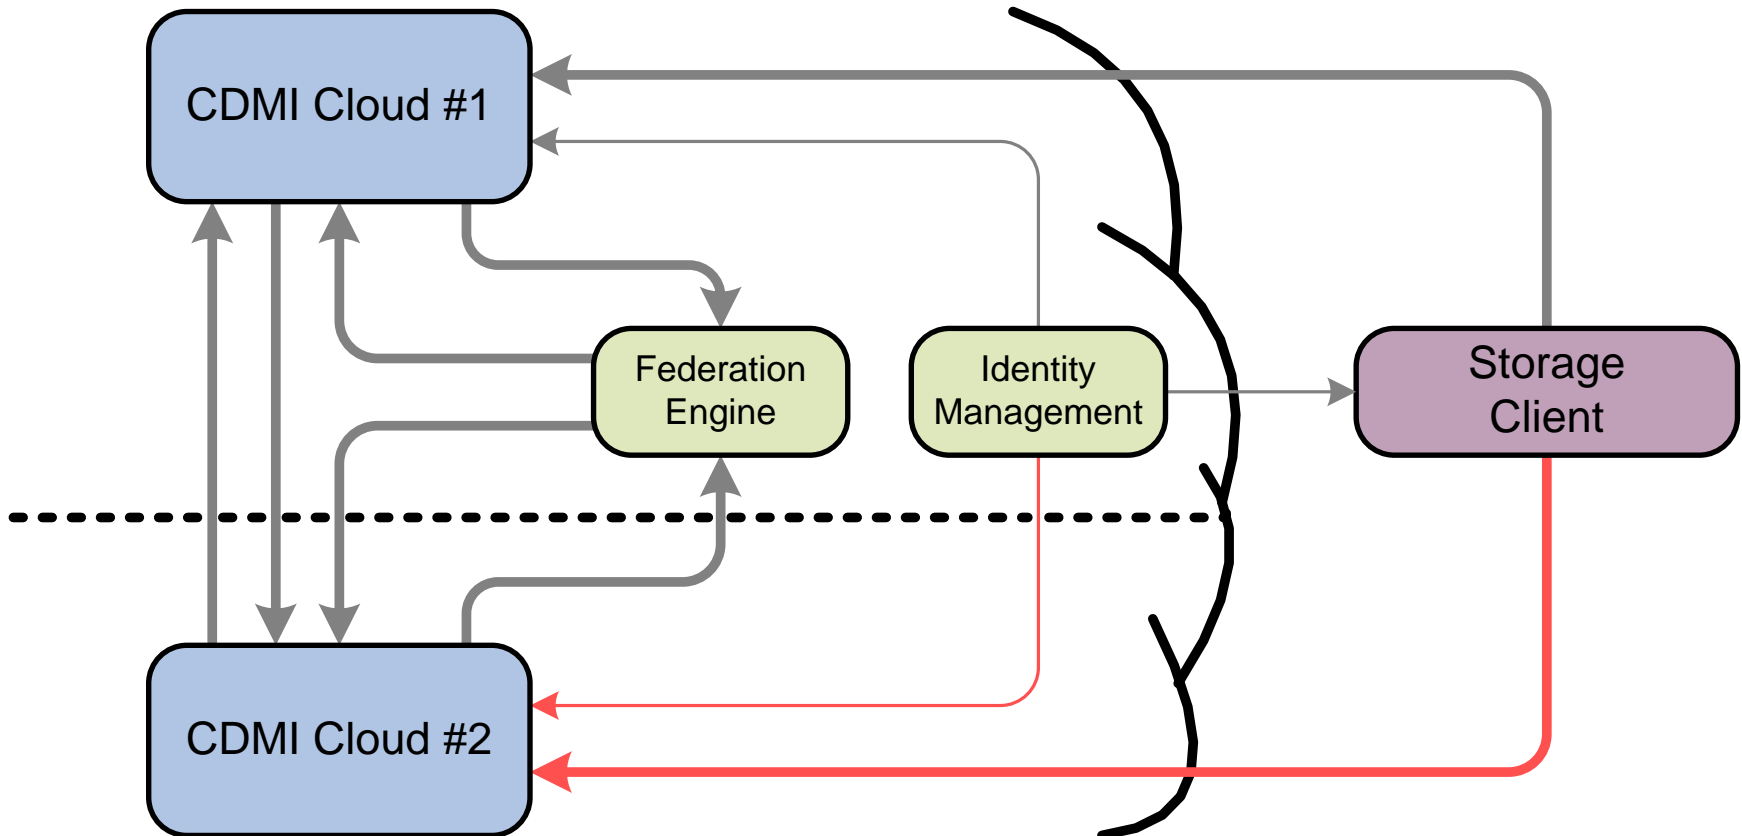 CDMI Cloud #1
Federation
Engine
Identity
Management
Storage
Client
CDMI Cloud #2